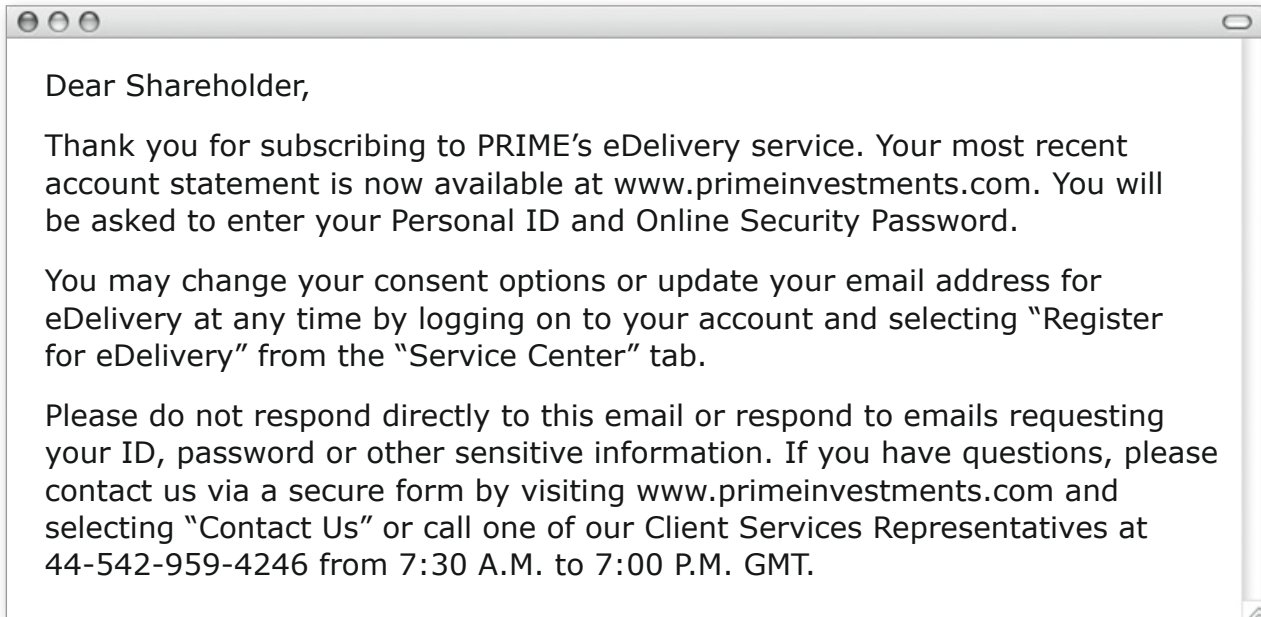 Dear Shareholder,
Thank you for subscribing to PRIME’s eDelivery service. Your most recent
account statement is now available at www.primeinvestments.com. You will
be asked to enter your Personal ID and Online Security Password.
You may change your consent options or update your email address for
eDelivery at any time by logging on to your account and selecting “Register
for eDelivery” from the “Service Center” tab.
Please do not respond directly to this email or respond to emails requesting
your ID, password or other sensitive information. If you have questions, please
contact us via a secure form by visiting www.primeinvestments.com and
selecting “Contact Us” or call one of our Client Services Representatives at
44-542-959-4246 from 7:30 A.M. to 7:00 P.M. GMT.